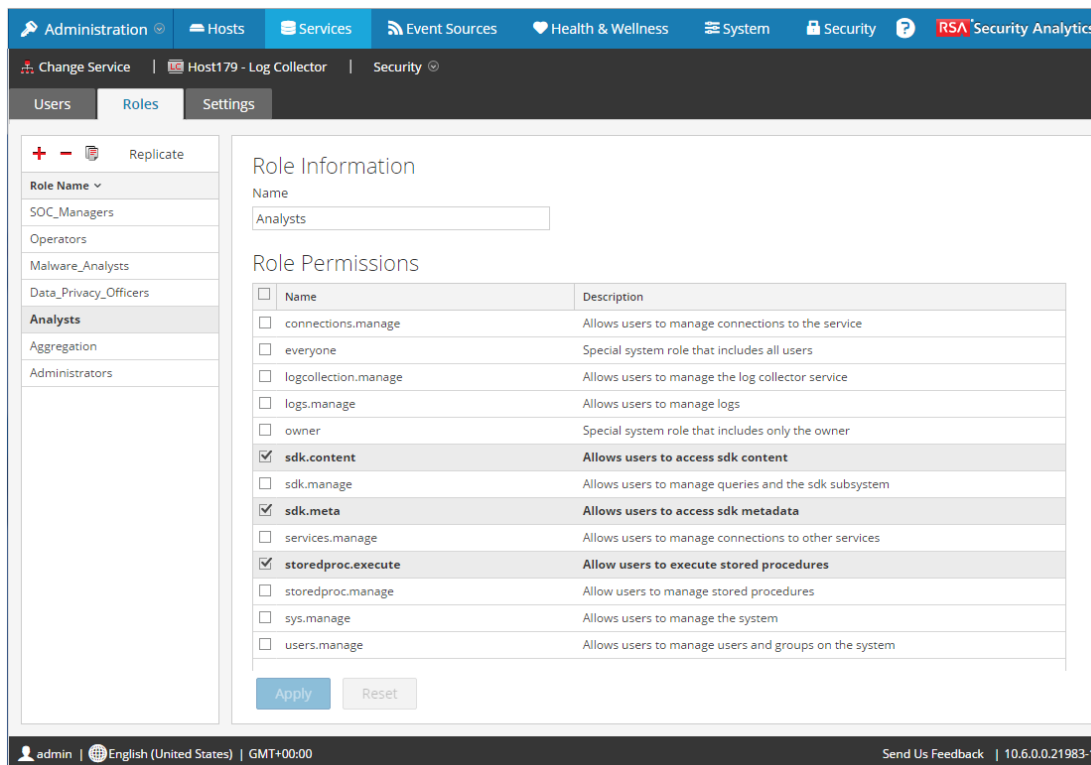 Administration Hosts Services Event Sources Health & Wellness System Security ? RSA Security Analytics
Change Service | LC Host179 - Log Collector | Security
Users Roles Settings
Replicate
Role Name
SOC_Managers
Operators
Malware_Analysts
Data_Privacy_Officers
Analysts
Aggregation
Administrators
Role Information
Name
Analysts
Role Permissions
Name Description
connections.manage Allows users to manage connections to the service
everyone Special system role that includes all users
logcollection.manage Allows users to manage the log collector service
logs.manage Allows users to manage logs
owner Special system role that includes only the owner
sdk.content Allows users to access sdk content
sdk.manage Allows users to manage queries and the sdk subsystem
sdk.meta Allows users to access sdk metadata
services.manage Allows users to manage connections to other services
storedproc.execute Allow users to execute stored procedures
storedproc.manage Allow users to manage stored procedures
sys.manage Allows users to manage the system
users.manage Allows users to manage users and groups on the system
Apply Reset
admin | English (United States) | GMT+00:00 Send Us Feedback | 10.6.0.0.21983-